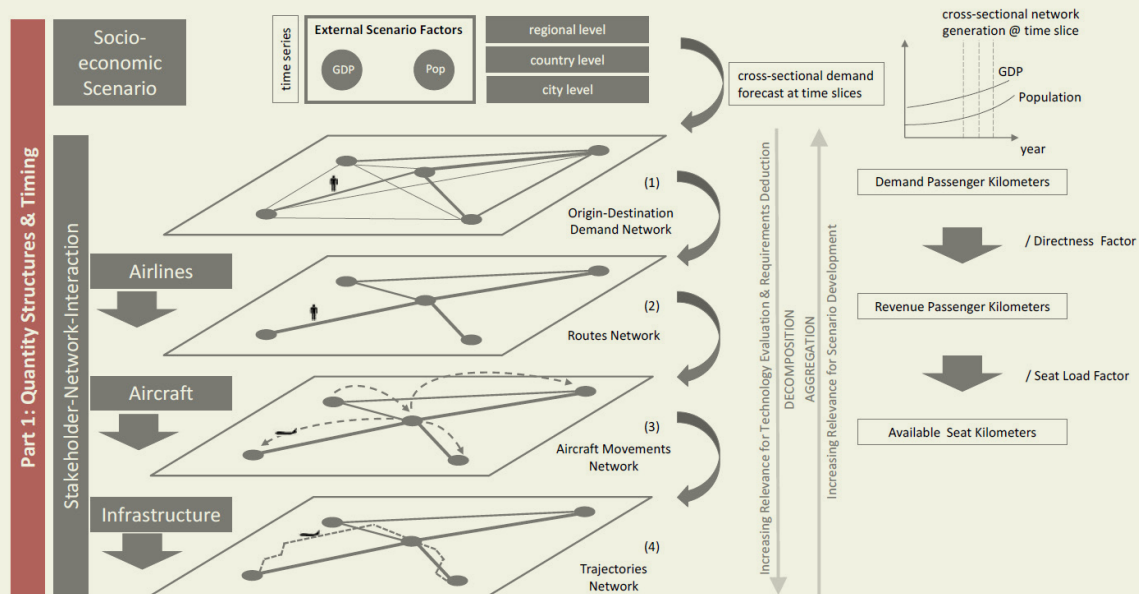 Part 1: Quantity Structures & Timing
Socio-
economic
Scenario
time series
External Scenario Factors
GDP
Pop
regional level
country level
city level
cross-sectional demand
forecast at time slices
cross-sectional network
generation @ time slice
GDP
Population
year
Stakeholder-Network-Interaction
(1)
Origin-Destination
Demand Network
Airlines
(2)
Routes Network
Aircraft
(3)
Aircraft Movements
Network
Infrastructure
(4)
Trajectories
Network
Increasing Relevance for Technology Evaluation & Requirements Deduction
DECOMPOSITION
AGGREGATION
Increasing Relevance for Scenario Development
Demand Passenger Kilometers
/ Directness Factor
Revenue Passenger Kilometers
/ Seat Load Factor
Available Seat Kilometers